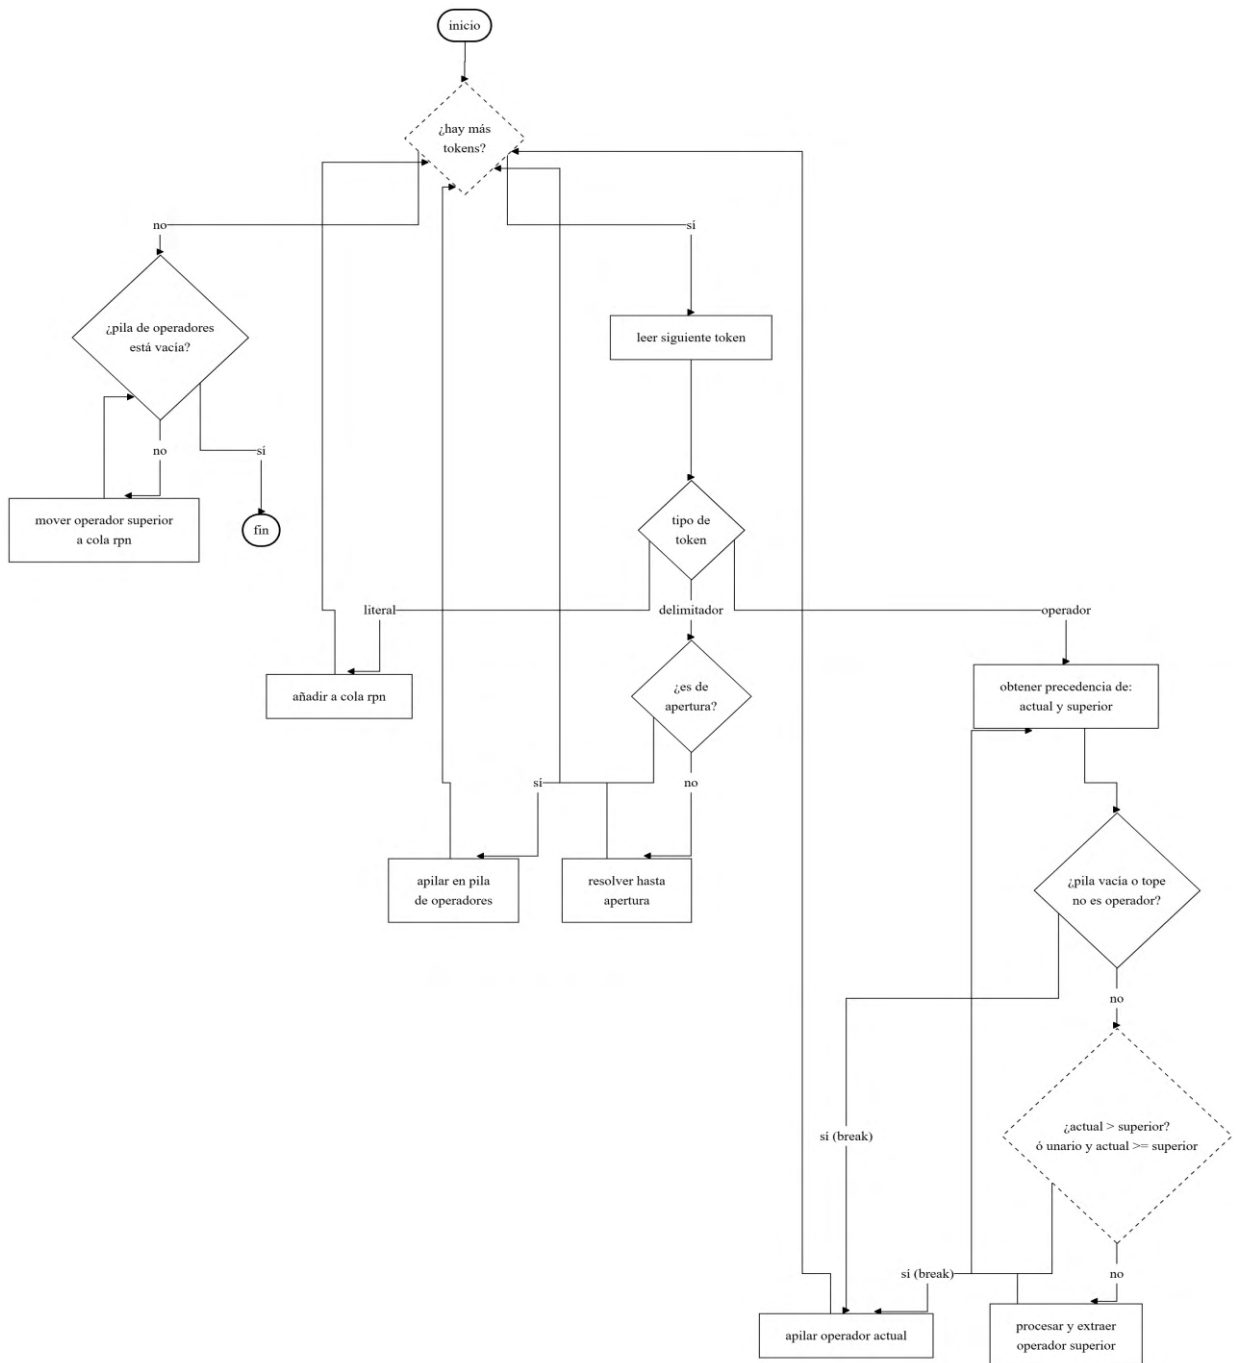 inicio
¿hay más
tokens?
no
sí
¿pila de operadores
está vacía?
leer siguiente token
no
sí
mover operador superior
a cola rpn
fin
tipo de
token
literal
delimitador
operador
añadir a cola rpn
¿es de
apertura?
obtener precedencia de:
actual y superior
sí
no
apilar en pila
de operadores
resolver hasta
apertura
¿pila vacía o tope
no es operador?
no
sí (break)
¿actual > superior?
ó unario y actual >= superior
sí (break)
no
apilar operador actual
procesar y extraer
operador superior